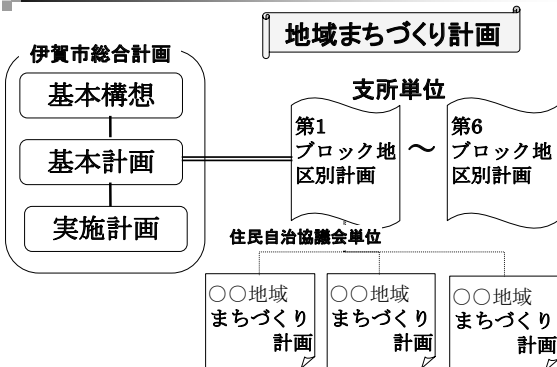 地域まちづくり計画
伊賀市総合計画
基本構想
基本計画
実施計画
支所単位
第1
ブロック地
区別計画
～
第6
ブロック地
区別計画
住民自治協議会単位
○○地域
まちづくり
計画
○○地域
まちづくり
計画
○○地域
まちづくり
計画